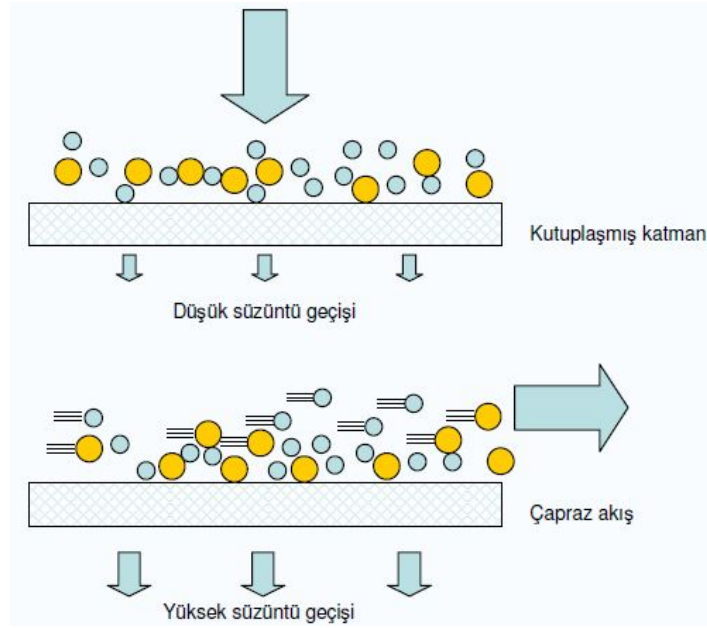 Kutuplaşmış katman
Düşük süzüntü geçişi
Çapraz akış
Yüksek süzüntü geçişi